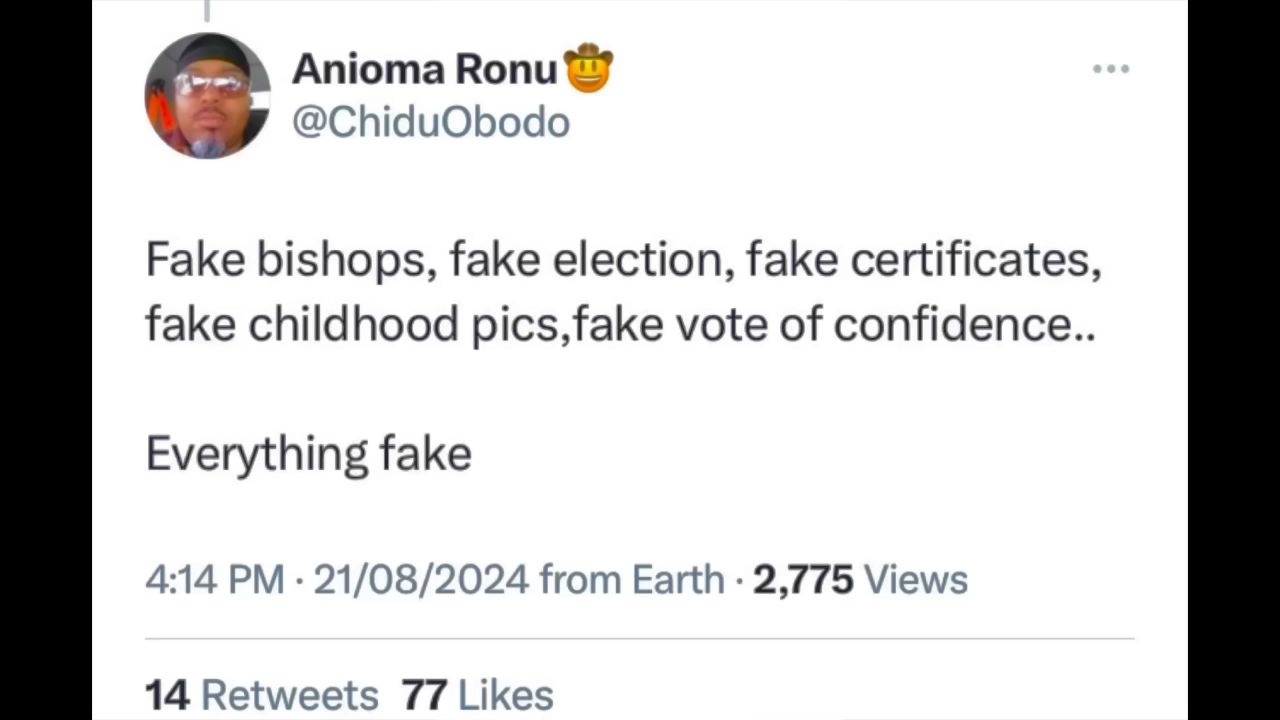 Anioma Ronu🤠
@ChiduObodo
Fake bishops, fake election, fake certificates,
fake childhood pics,fake vote of confidence..
Everything fake
4:14 PM · 21/08/2024 from Earth · 2,775 Views
14 Retweets 77 Likes